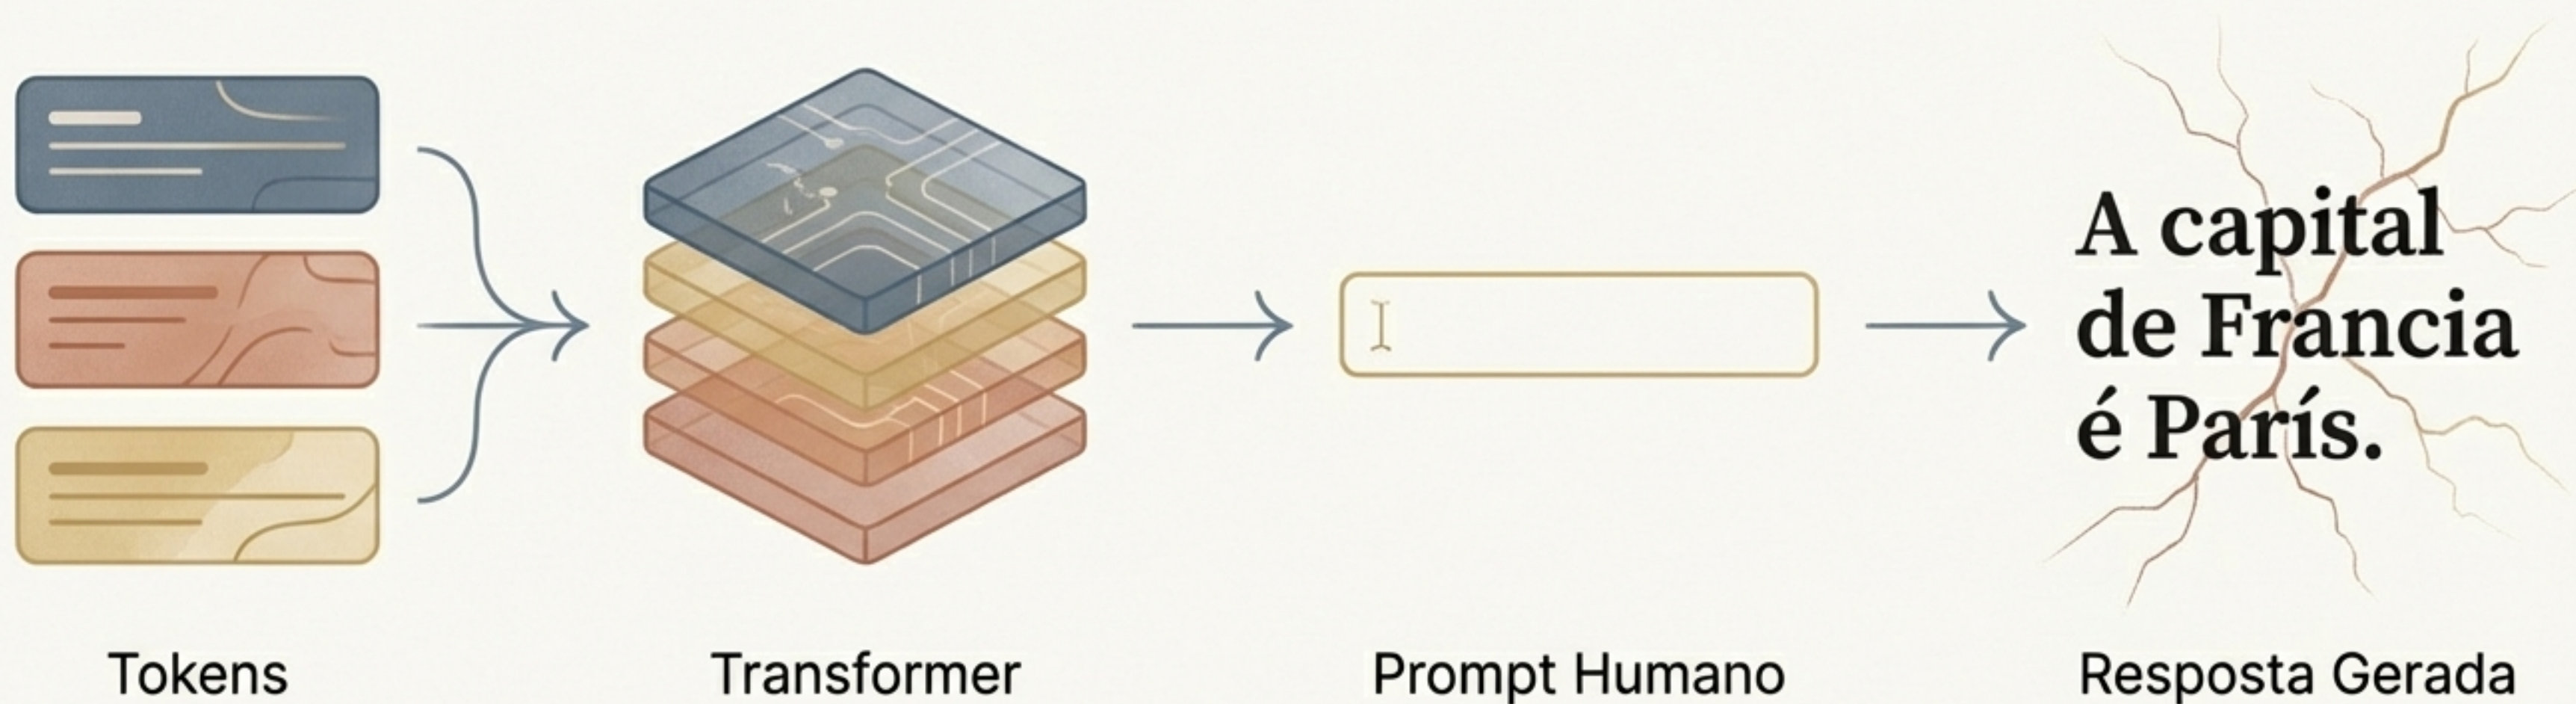 A capital
de Francia
é París.
Tokens
Transformer
Prompt Humano
Resposta Gerada